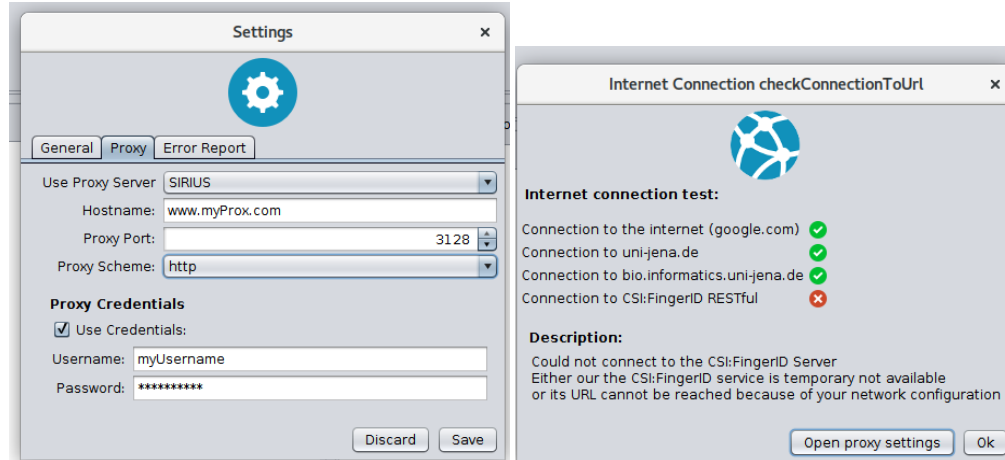 Settings
×
General
Proxy
Error Report
Use Proxy Server
SIRIUS
Hostname:
www.myProx.com
Proxy Port:
3128
Proxy Scheme:
http
Proxy Credentials
Use Credentials:
Username:
myUsername
Password:
**********
Discard
Save
Internet Connection checkConnectionToUrl
×
Internet connection test:
Connection to the internet (google.com)
Connection to uni-jena.de
Connection to bio.informatics.uni-jena.de
Connection to CSI:FingerID RESTful
Description:
Could not connect to the CSI:FingerID Server
Either our the CSI:FingerID service is temporary not available
or its URL cannot be reached because of your network configuration
Open proxy settings
Ok